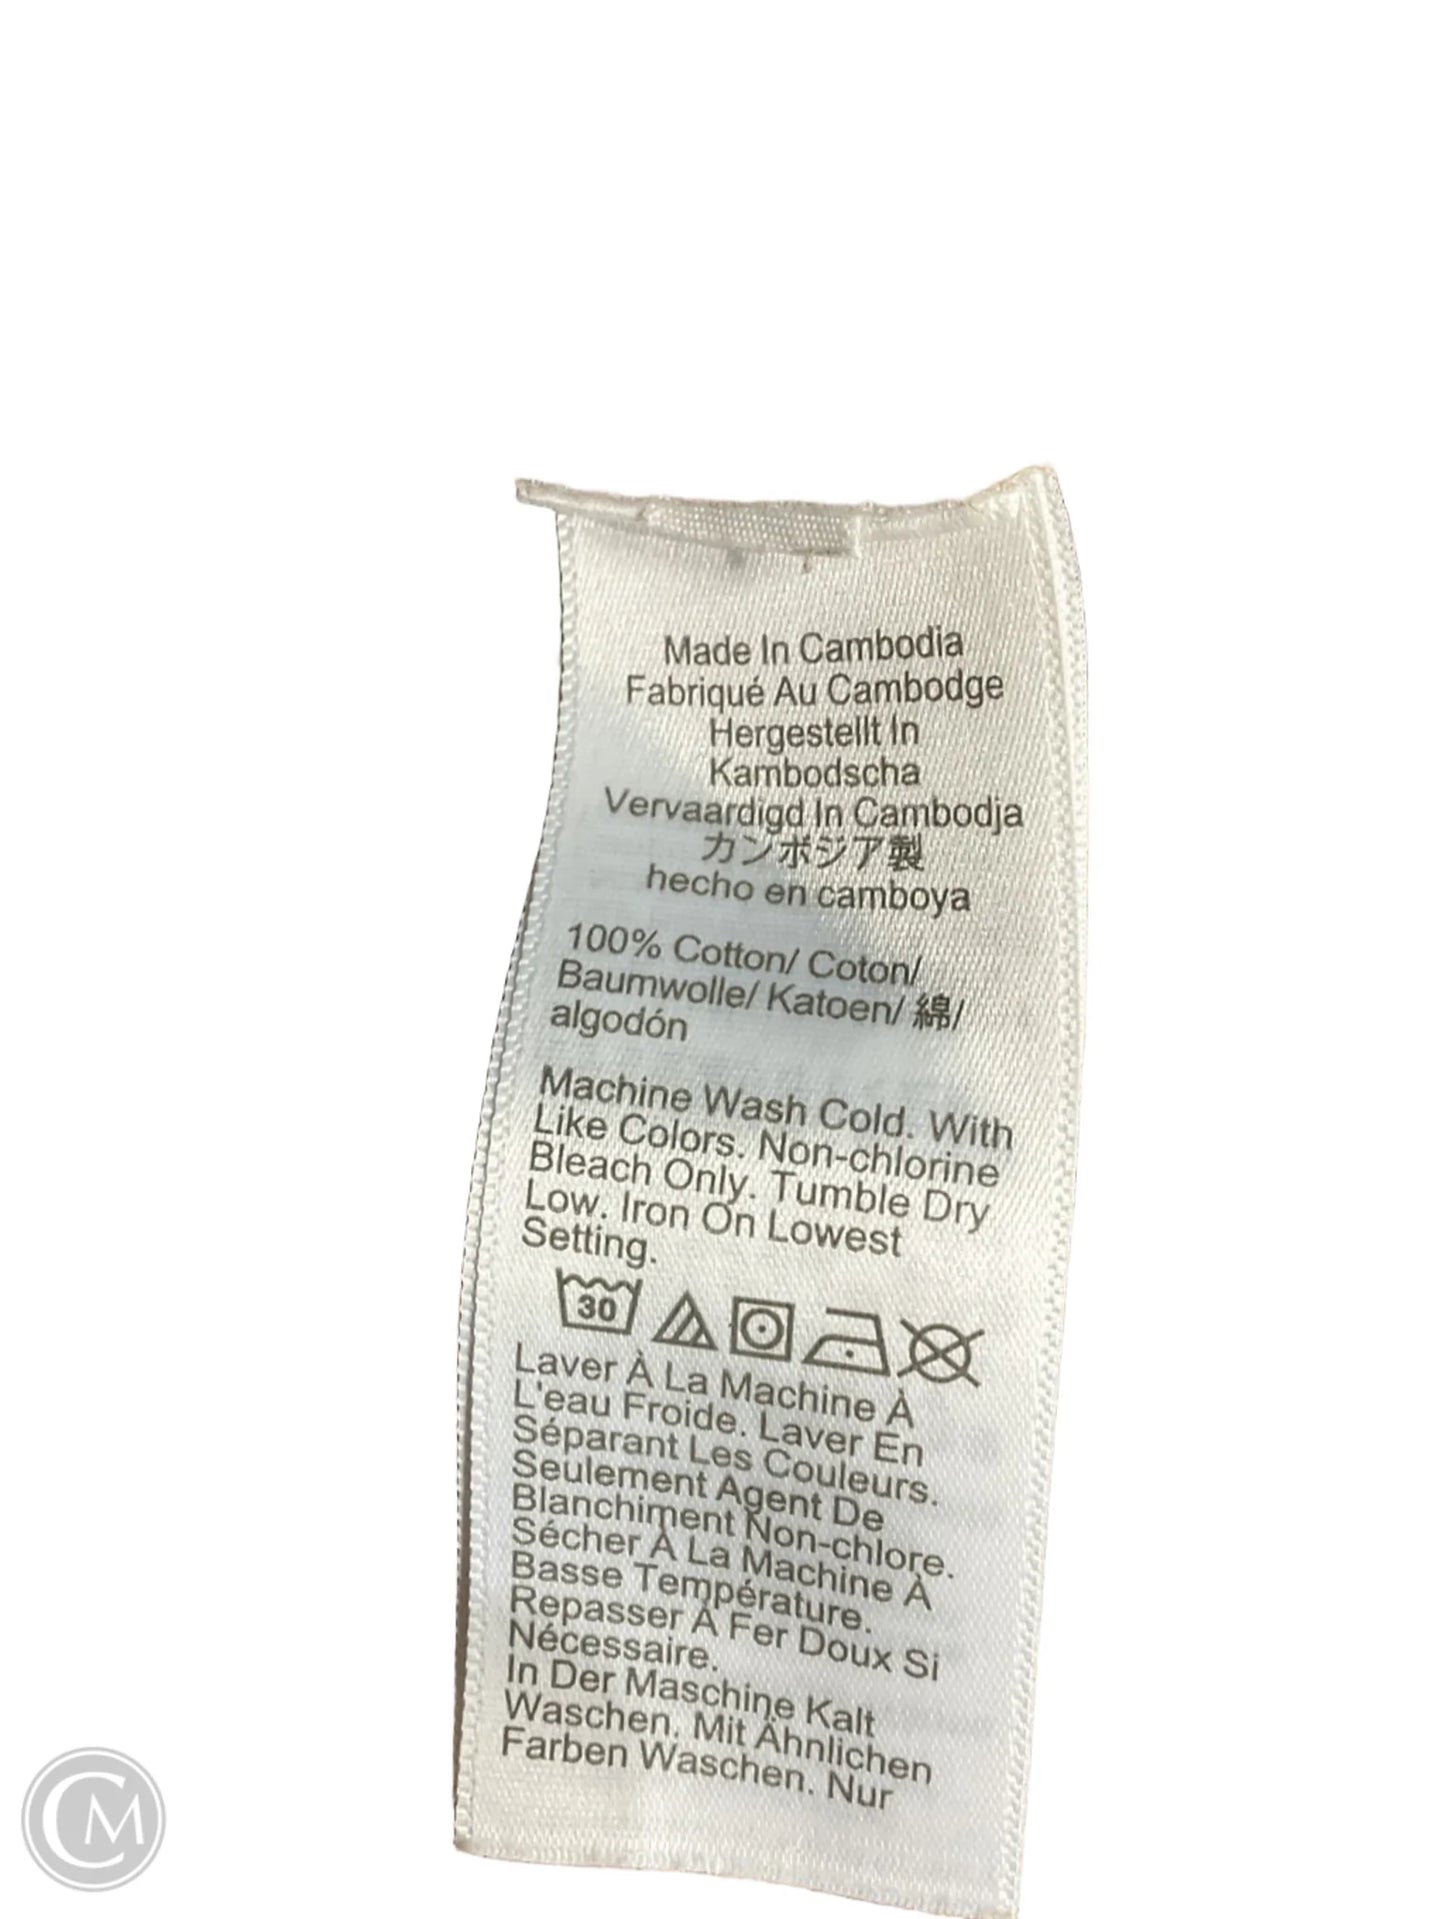 Made In Cambodia
Fabriqué Au Cambodge
Hergestellt In
Kambodscha
Vervaardigd In Cambodja
カンボジア製
hecho en camboya
100% Cotton/ Coton/
Baumwolle/ Katoen/ 綿/
algodón
Machine Wash Cold. With
Like Colors. Non-chlorine
Bleach Only. Tumble Dry
Low. Iron On Lowest
Setting.
30
Laver À La Machine À
L'eau Froide. Laver En
Séparant Les Couleurs.
Seulement Agent De
Blanchiment Non-chlore.
Sécher À La Machine À
Basse Température.
Repasser À Fer Doux Si
Nécessaire.
In Der Maschine Kalt
Waschen. Mit Ähnlichen
Farben Waschen. Nur
CM